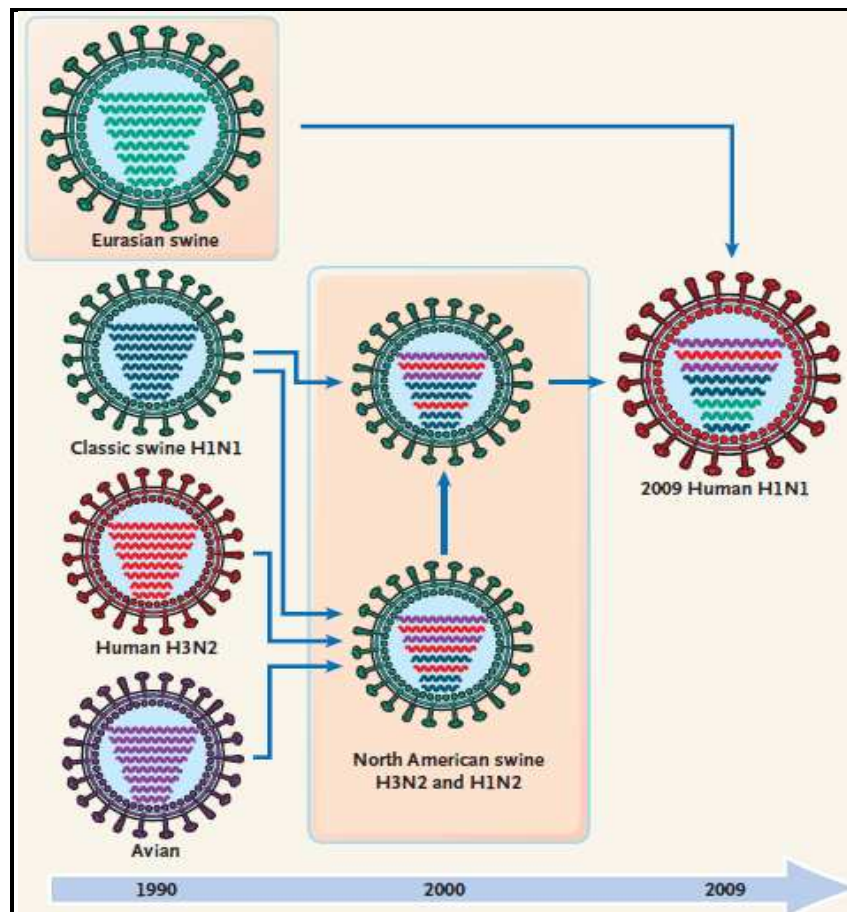 Eurasian swine
Classic swine H1N1
2009 Human H1N1
Human H3N2
North American swine
H3N2 and H1N2
Avian
1990
2000
2009